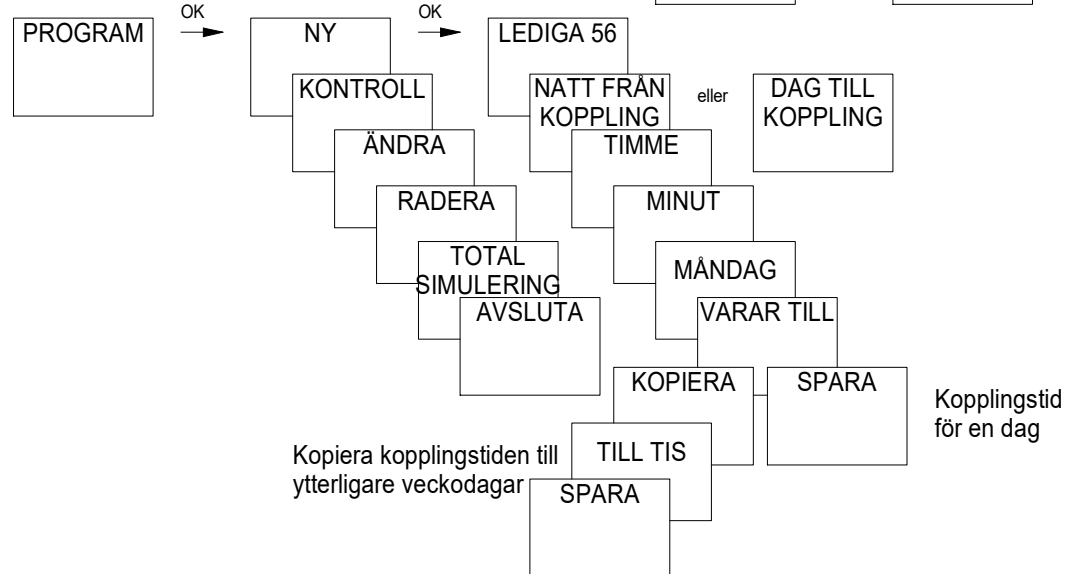 PROGRAM
OK
NY
OK
LEDIGA 56
KONTROLL
NATT FRÅN
KOPPLING
eller
DAG TILL
KOPPLING
ÄNDRA
TIMME
RADERA
MINUT
TOTAL
SIMULERING
MÅNDAG
AVSLUTA
VARAR TILL
KOPIERA
SPARA
Kopplingstid
för en dag
Kopiera kopplingstiden till
ytterligare veckodagar
TILL TIS
SPARA